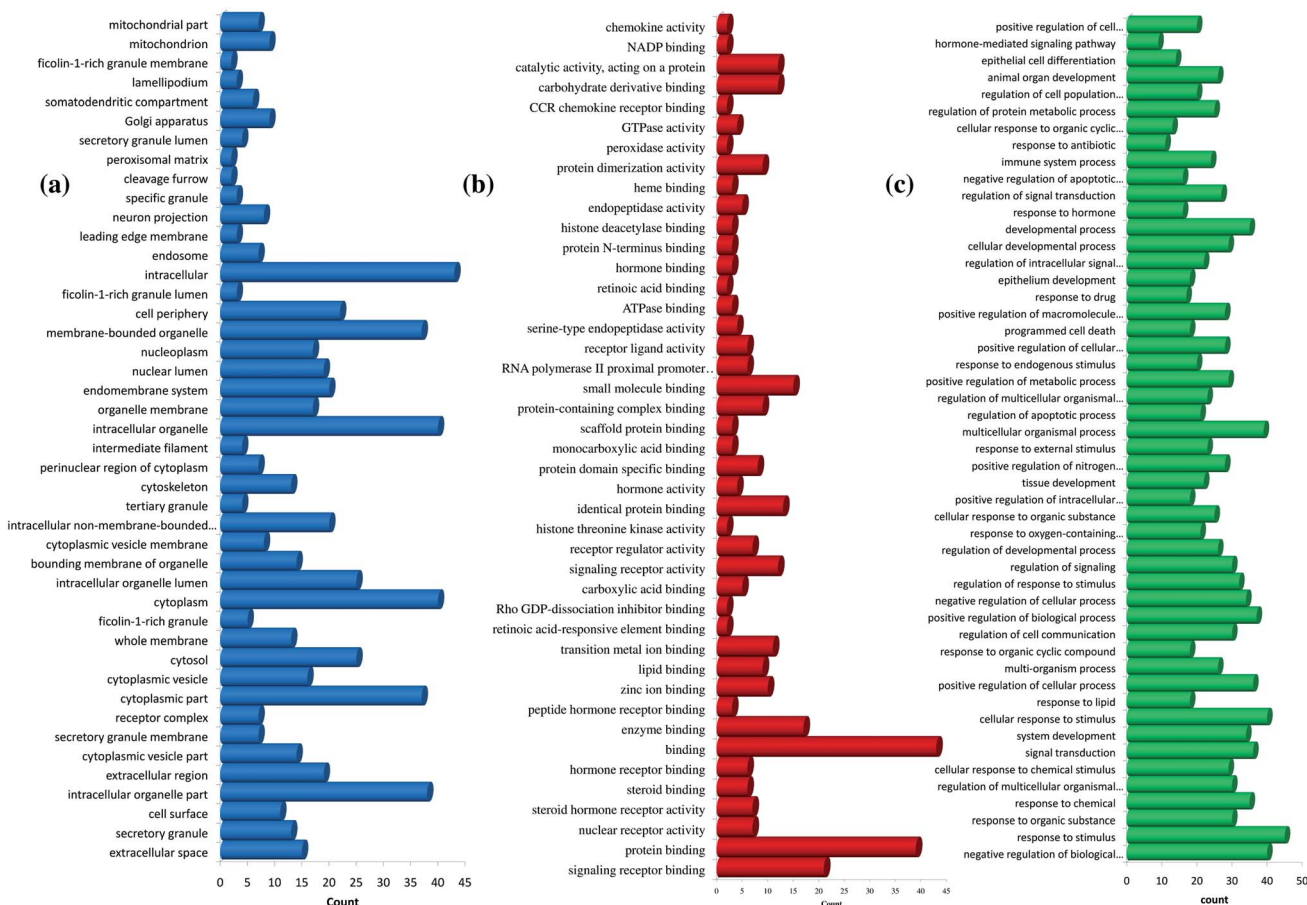 (a)
mitochondrial part
mitochondrion
ficolin-1-rich granule membrane
lamellipodium
somatodendritic compartment
Golgi apparatus
secretory granule lumen
peroxisomal matrix
cleavage furrow
specific granule
neuron projection
leading edge membrane
endosome
intracellular
ficolin-1-rich granule lumen
cell periphery
membrane-bounded organelle
nucleoplasm
nuclear lumen
endomembrane system
organelle membrane
intracellular organelle
intermediate filament
perinuclear region of cytoplasm
cytoskeleton
tertiary granule
intracellular non-membrane-bounded...
cytoplasmic vesicle membrane
bounding membrane of organelle
intracellular organelle lumen
cytoplasm
ficolin-1-rich granule
whole membrane
cytosol
cytoplasmic vesicle
cytoplasmic part
receptor complex
secretory granule membrane
cytoplasmic vesicle part
extracellular region
intracellular organelle part
cell surface
secretory granule
extracellular space
0 5 10 15 20 25 30 35 40 45
Count
(b)
chemokine activity
NADP binding
catalytic activity, acting on a protein
carbohydrate derivative binding
CCR chemokine receptor binding
GTPase activity
peroxidase activity
protein dimerization activity
heme binding
endopeptidase activity
histone deacetylase binding
protein N-terminus binding
hormone binding
retinoic acid binding
ATPase binding
serine-type endopeptidase activity
receptor ligand activity
RNA polymerase II proximal promoter..
small molecule binding
protein-containing complex binding
scaffold protein binding
monocarboxylic acid binding
protein domain specific binding
hormone activity
identical protein binding
histone threonine kinase activity
receptor regulator activity
signaling receptor activity
carboxylic acid binding
Rho GDP-dissociation inhibitor binding
retinoic acid-responsive element binding
transition metal ion binding
lipid binding
zinc ion binding
peptide hormone receptor binding
enzyme binding
binding
hormone receptor binding
steroid binding
steroid hormone receptor activity
nuclear receptor activity
protein binding
signaling receptor binding
0 5 10 15 20 25 30 35 40 45
Count
(c)
positive regulation of cell...
hormone-mediated signaling pathway
epithelial cell differentiation
animal organ development
regulation of cell population...
regulation of protein metabolic process
cellular response to organic cyclic...
response to antibiotic
immune system process
negative regulation of apoptotic...
regulation of signal transduction
response to hormone
developmental process
cellular developmental process
regulation of intracellular signal...
epithelium development
response to drug
positive regulation of macromolecule...
programmed cell death
positive regulation of cellular...
response to endogenous stimulus
positive regulation of metabolic process
regulation of multicellular organismal...
regulation of apoptotic process
multicellular organismal process
response to external stimulus
positive regulation of nitrogen...
tissue development
positive regulation of intracellular...
cellular response to organic substance
response to oxygen-containing...
regulation of developmental process
regulation of signaling
regulation of response to stimulus
negative regulation of cellular process
positive regulation of biological process
regulation of cell communication
response to organic cyclic compound
multi-organism process
positive regulation of cellular process
response to lipid
cellular response to stimulus
system development
signal transduction
cellular response to chemical stimulus
regulation of multicellular organismal...
response to chemical
response to organic substance
response to stimulus
negative regulation of biological...
0 10 20 30 40 50
count